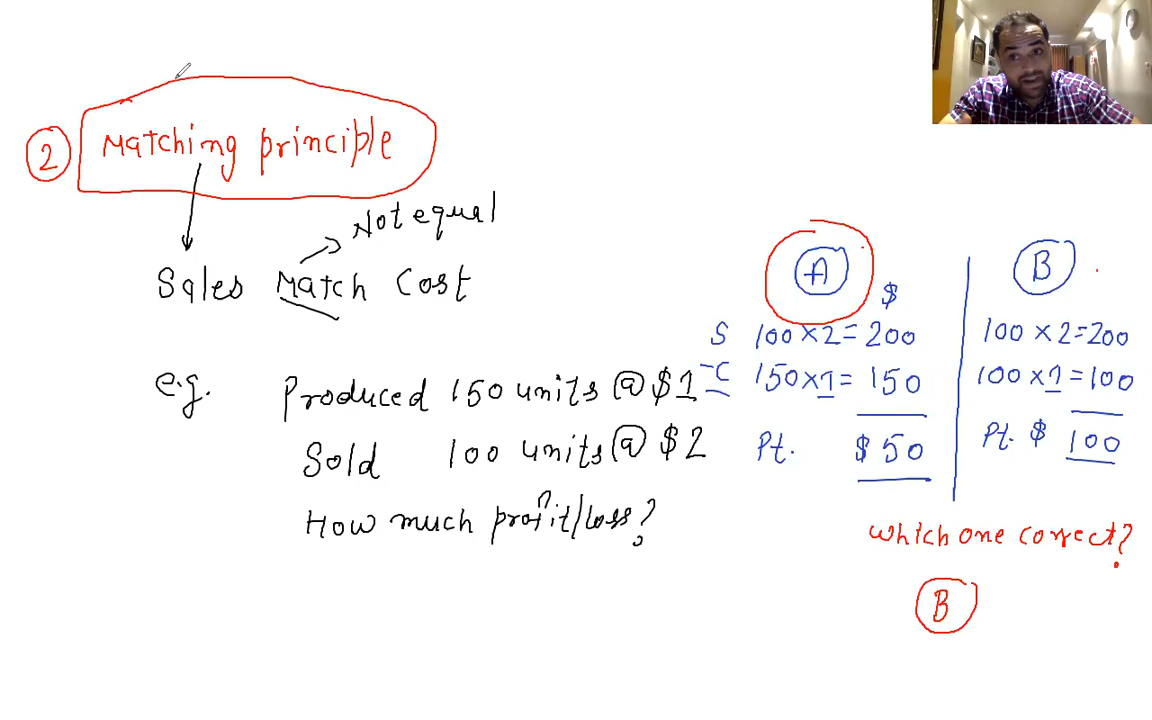 2 Matching principle
Not equal
Sales Match Cost
e.g. Produced 150 units @ $1
Sold 100 units @ $2
How much profit/loss?
A
$
S 100 x 2 = 200
-C 150 x 1 = 150
Pt. $ 50
B
100 x 2 = 200
100 x 1 = 100
Pt. $ 100
which one correct?
B